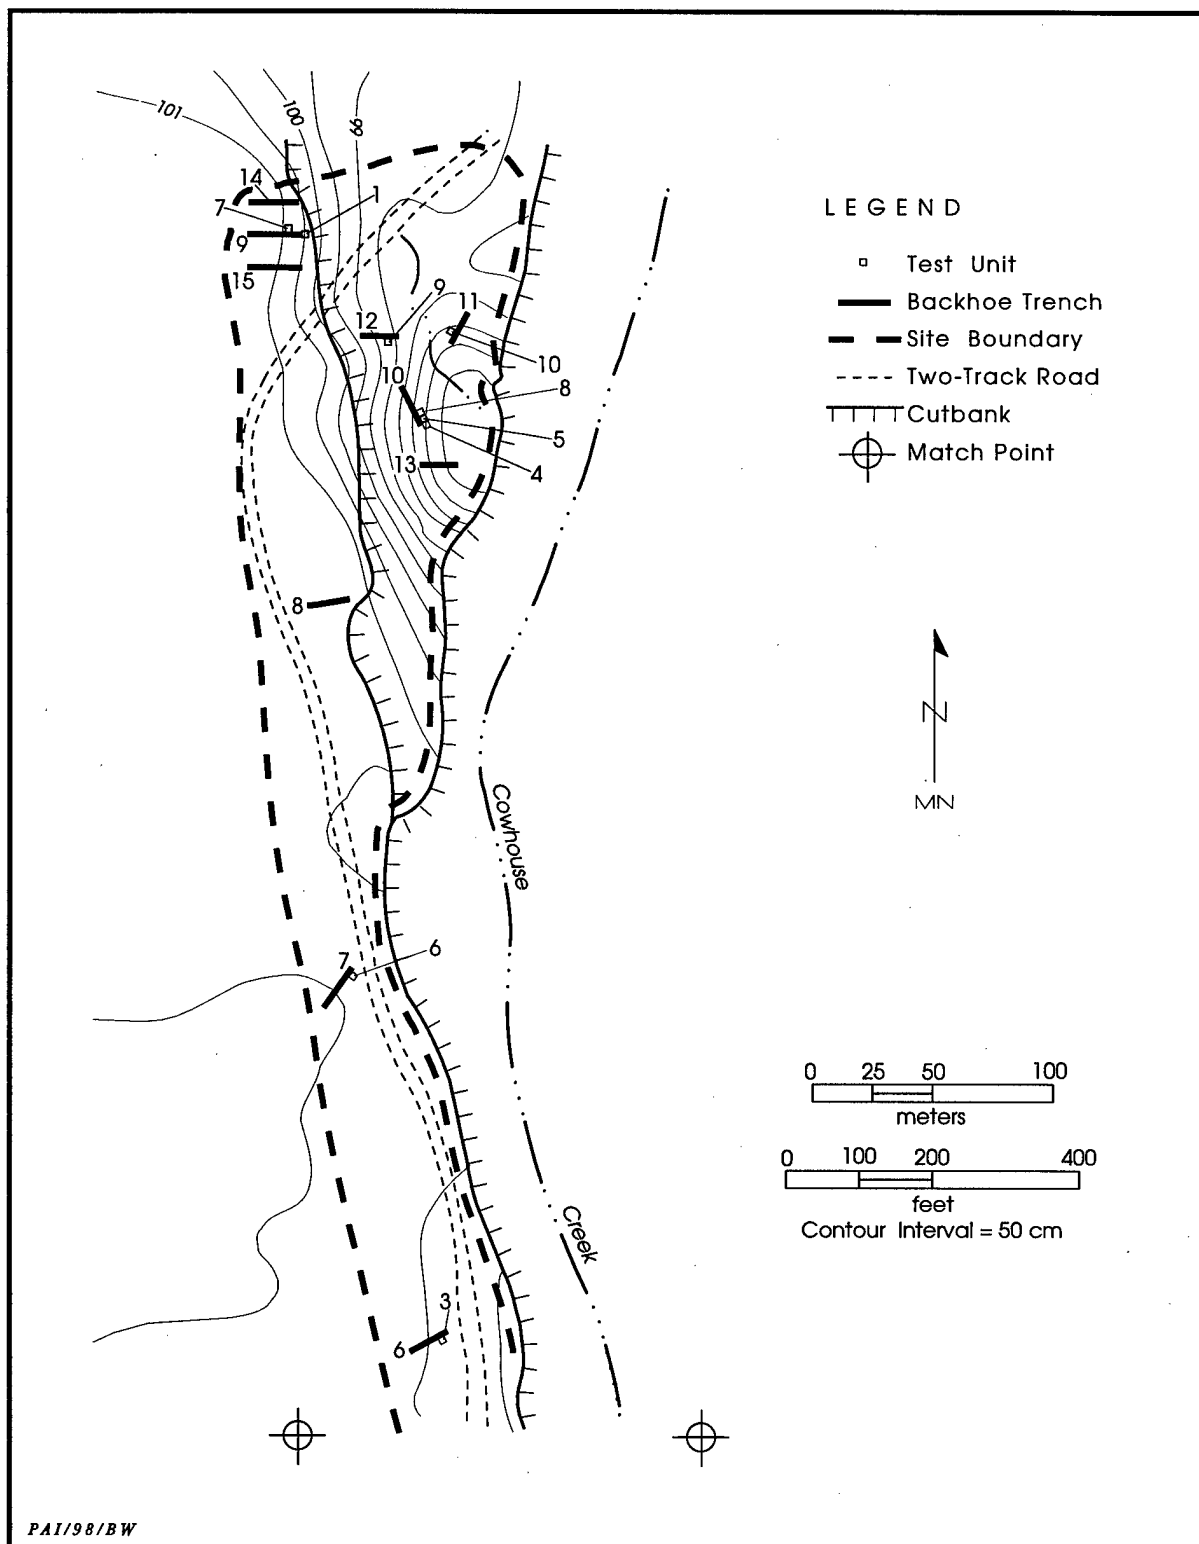 101
100
99
14
7
1
9
15
9
11
12
10
10
8
5
13
4
8
7
6
3
6
Cowhouse
Creek
LEGEND
Test Unit
Backhoe Trench
Site Boundary
Two-Track Road
Cutbank
Match Point
N
MN
0 25 50 100
meters
0 100 200 400
feet
Contour Interval = 50 cm
PAI/98/BW